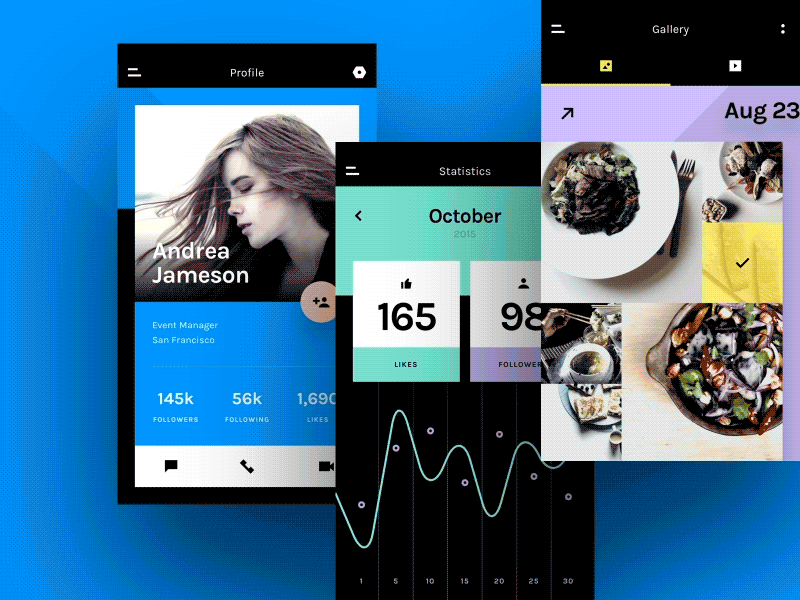 Profile
Andrea
Jameson
Event Manager
San Francisco
145k
FOLLOWERS
56k
FOLLOWING
1,690
LIKES
Statistics
October
2015
165
LIKES
98
FOLLOWER
1 5 10 15 20 25 30
Gallery
Aug 23